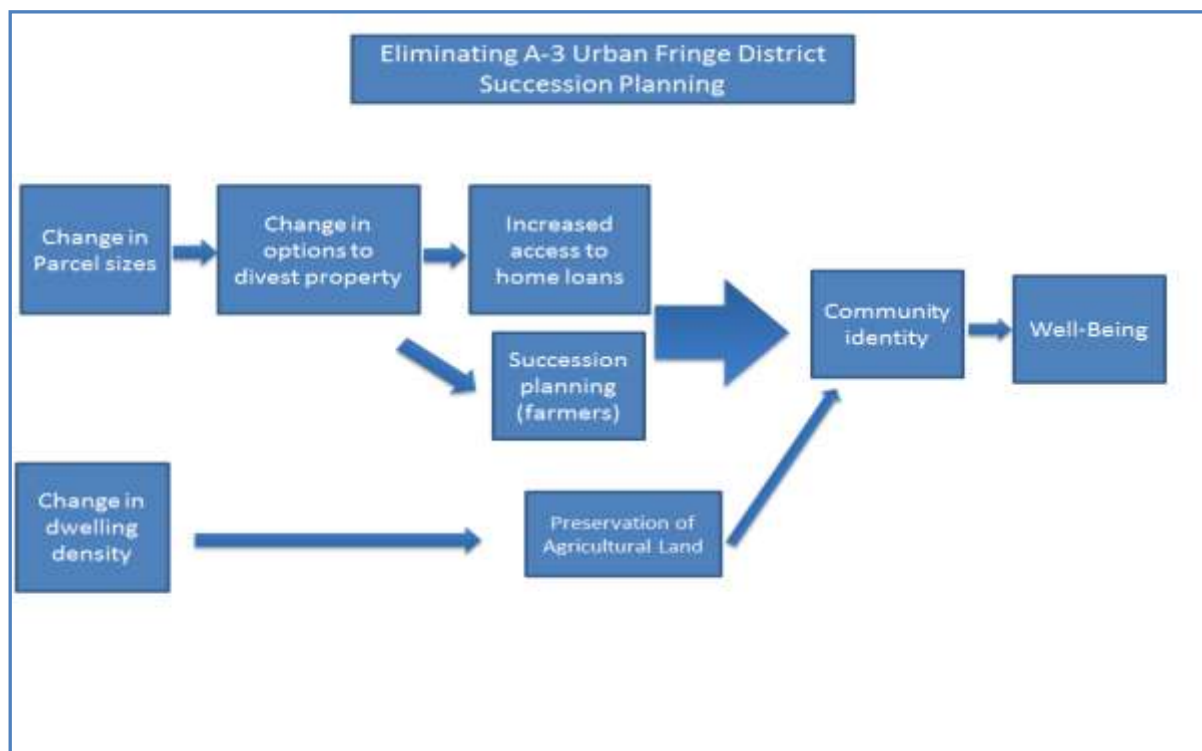 Eliminating A-3 Urban Fringe District
Succession Planning
Change in
Parcel sizes
Change in
options to
divest property
Increased
access to
home loans
Succession
planning
(farmers)
Community
identity
Well-Being
Change in
dwelling
density
Preservation of
Agricultural Land